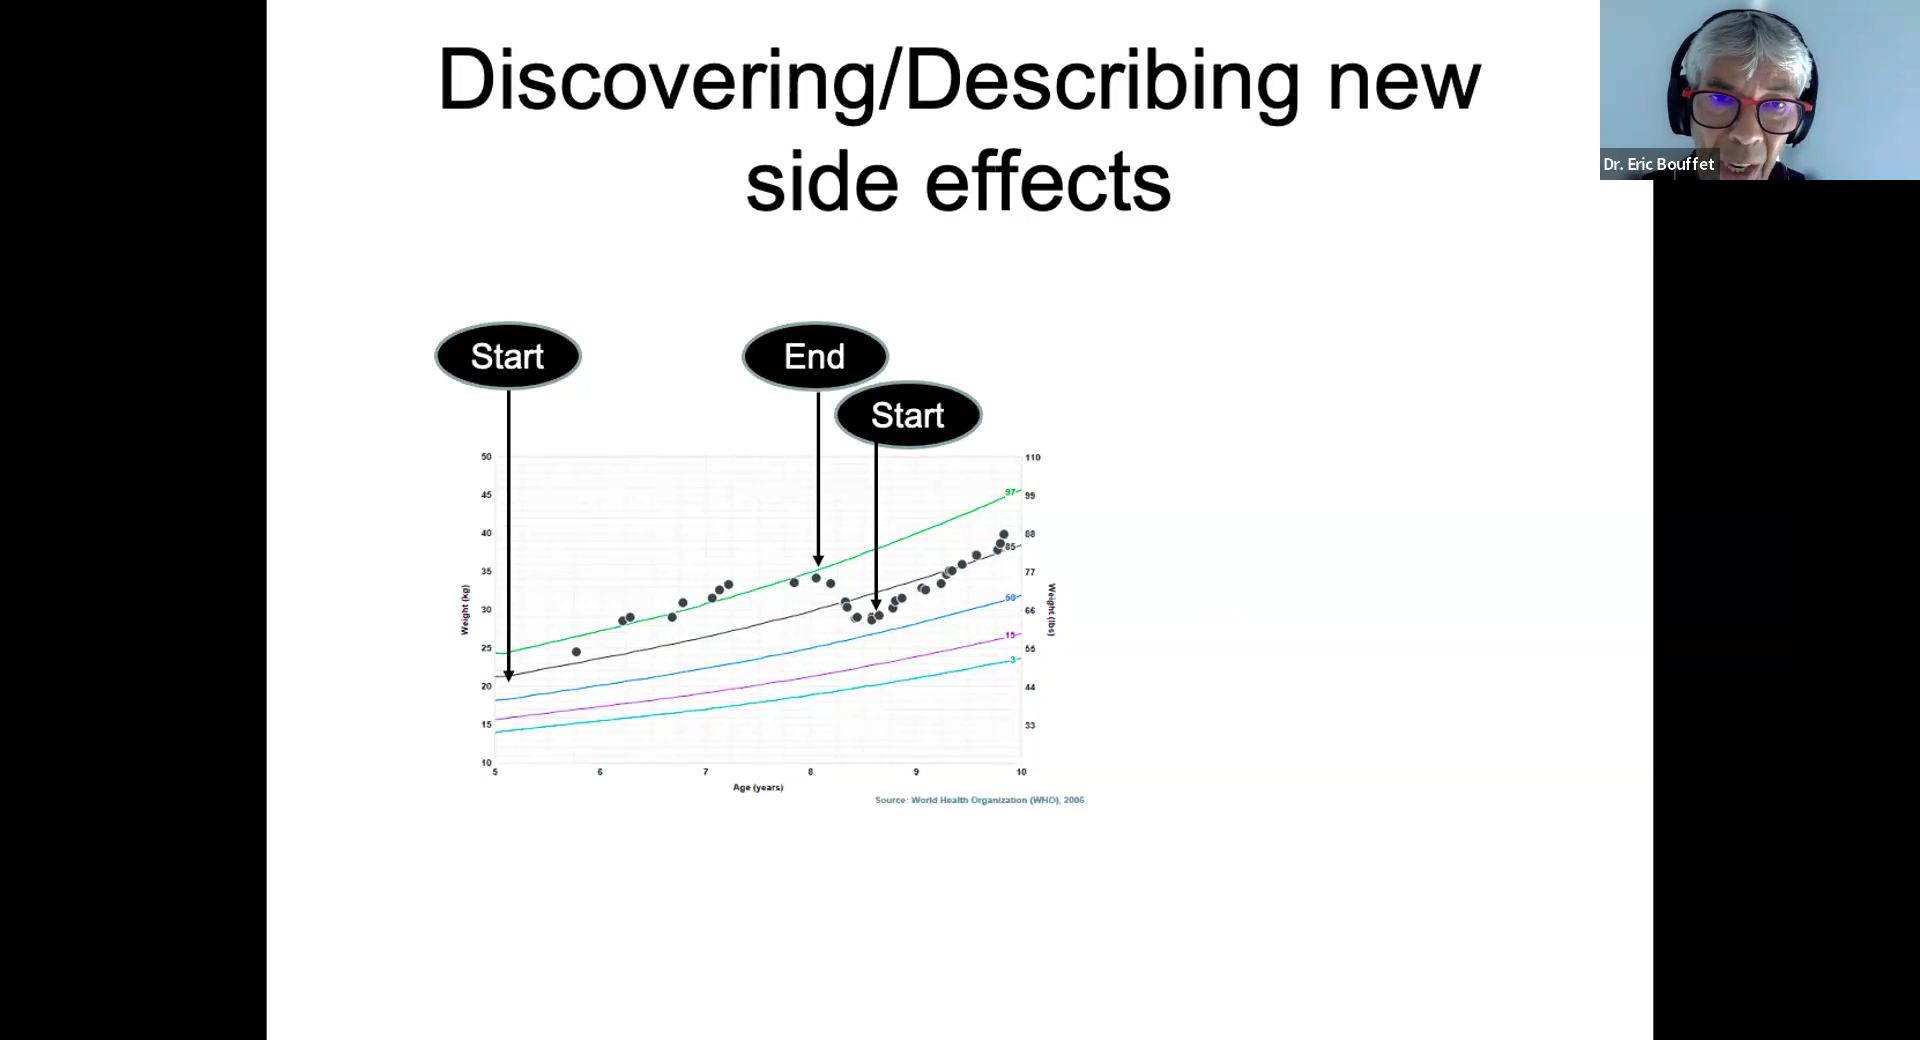 Discovering/Describing new
side effects
Dr. Eric Bouffet
Start
End
Start
50
45
40
35
30
25
20
15
10
Weight (kg)
110
99
88
77
66
55
44
33
Weight (lbs)
97
85
50
15
3
5
6
7
8
9
10
Age (years)
Source: World Health Organization (WHO), 2006